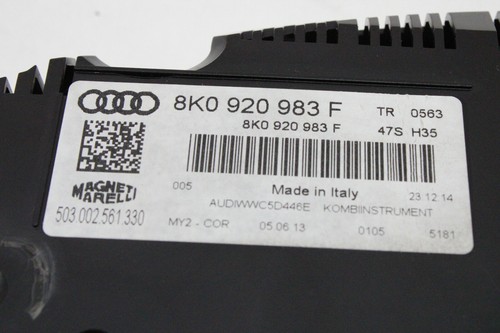 8K0 920 983 F TR 0563
8K0 920 983 F 47S H35
005 Made in Italy 23.12.14
MAGNETI
MARELLI
AUDIWWC5D446E KOMBIINSTRUMENT
503.002.561.330 MY2 - COR 05.06.13 0105 5181